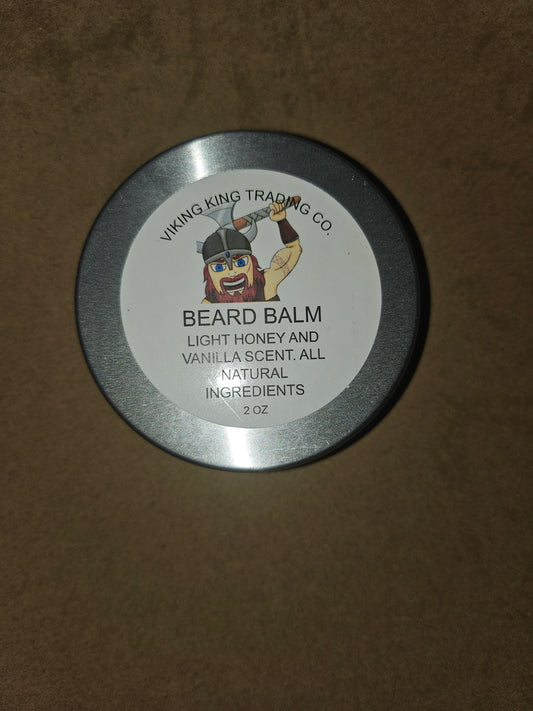 VIKING KING TRADING CO.
BEARD BALM
LIGHT HONEY AND
VANILLA SCENT. ALL
NATURAL
INGREDIENTS
2 OZ